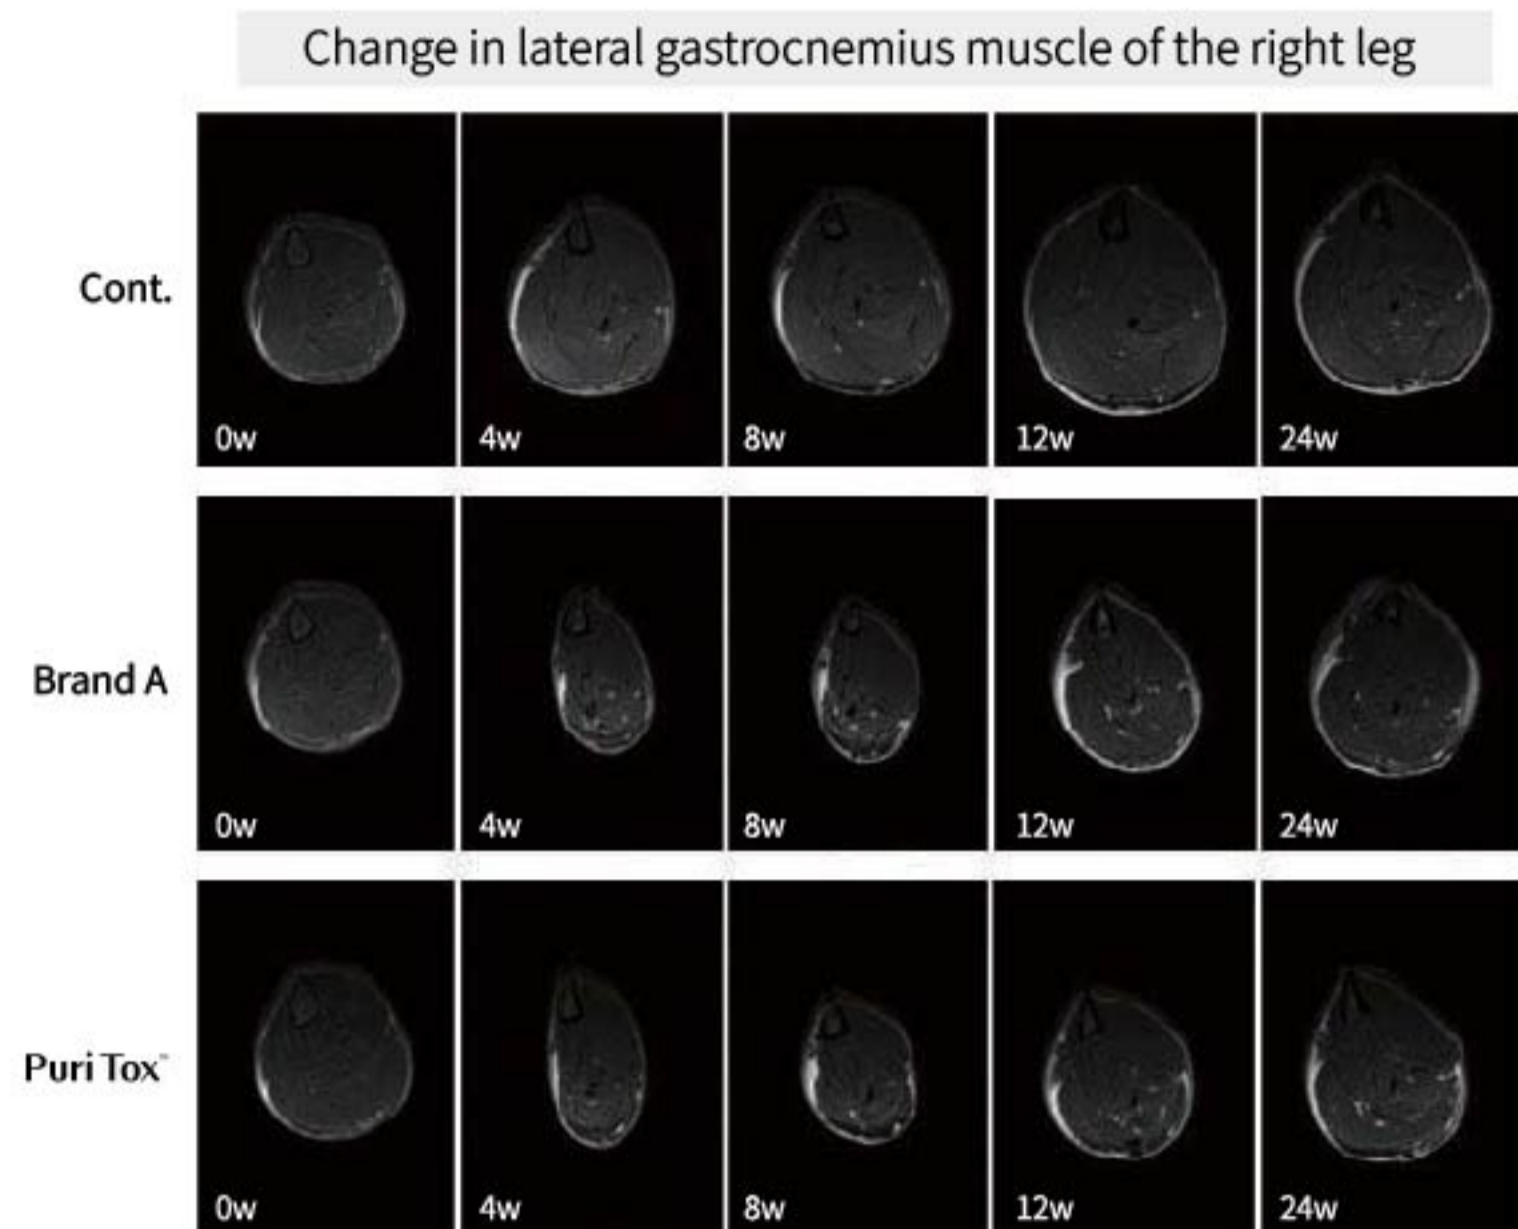 Change in lateral gastrocnemius muscle of the right leg
Cont.
0w
4w
8w
12w
24w
Brand A
0w
4w
8w
12w
24w
Puri Tox™
0w
4w
8w
12w
24w